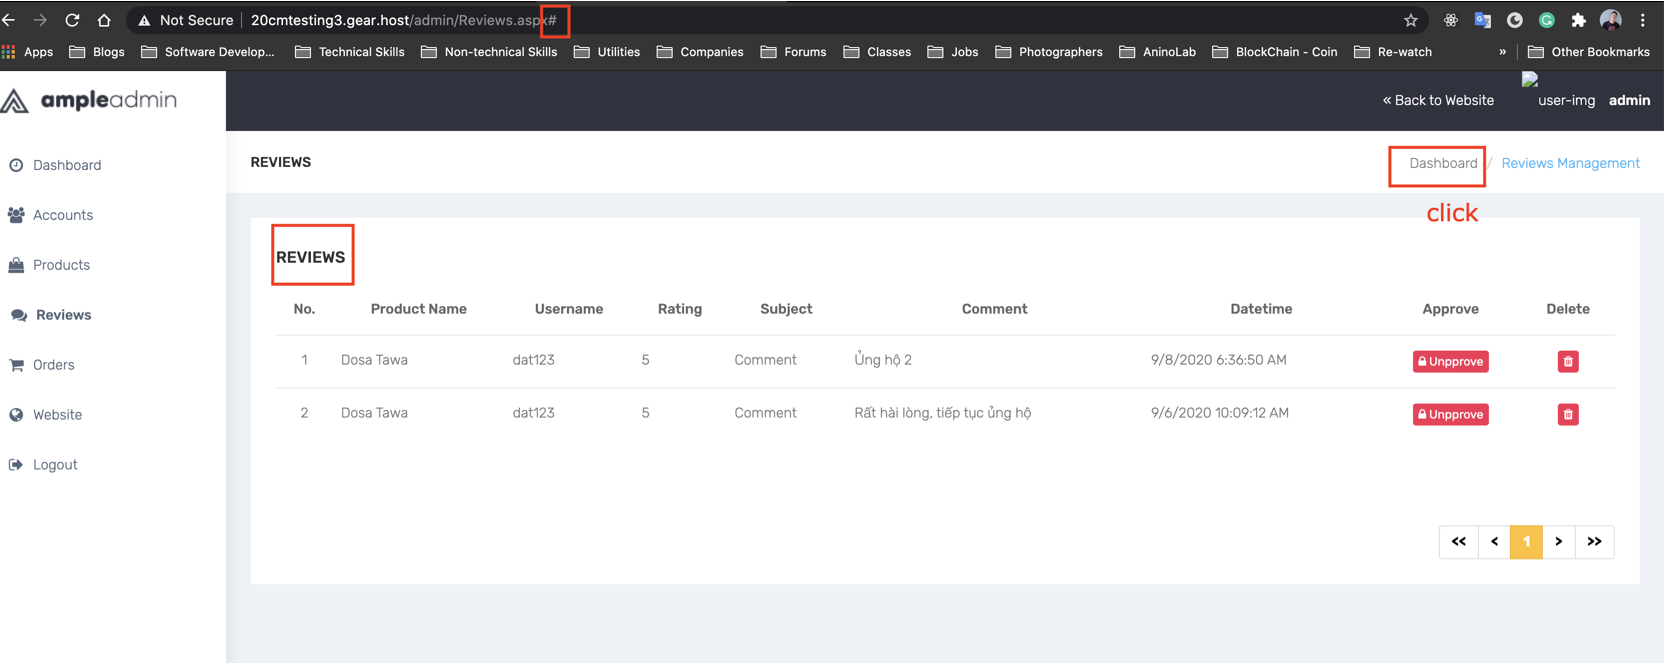 Not Secure | 20cmtesting3.gear.host/admin/Reviews.aspx#
Apps Blogs Software Develop... Technical Skills Non-technical Skills Utilities Companies Forums Classes Jobs Photographers AninoLab BlockChain - Coin Re-watch » Other Bookmarks
ampleadmin
« Back to Website user-img admin
Dashboard
Accounts
Products
Reviews
Orders
Website
Logout
REVIEWS
Dashboard / Reviews Management
click
REVIEWS
No. Product Name Username Rating Subject Comment Datetime Approve Delete
1 Dosa Tawa dat123 5 Comment Ủng hộ 2 9/8/2020 6:36:50 AM Unpprove
2 Dosa Tawa dat123 5 Comment Rất hài lòng, tiếp tục ủng hộ 9/6/2020 10:09:12 AM Unpprove
<< < 1 > >>